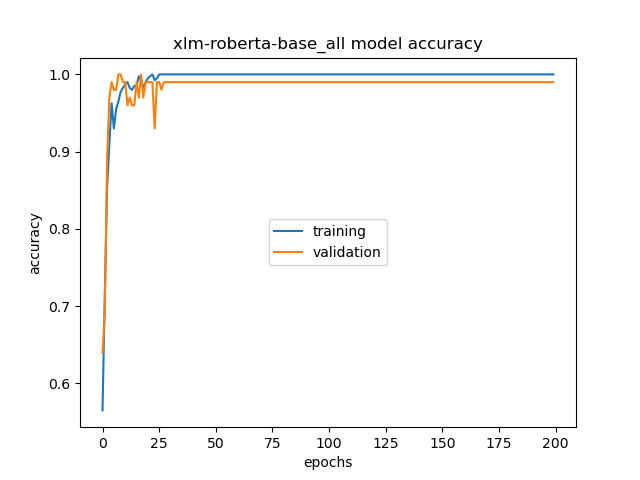 xlm-roberta-base_all model accuracy
1.0
0.9
0.8
0.7
0.6
accuracy
training
validation
0 25 50 75 100 125 150 175 200
epochs